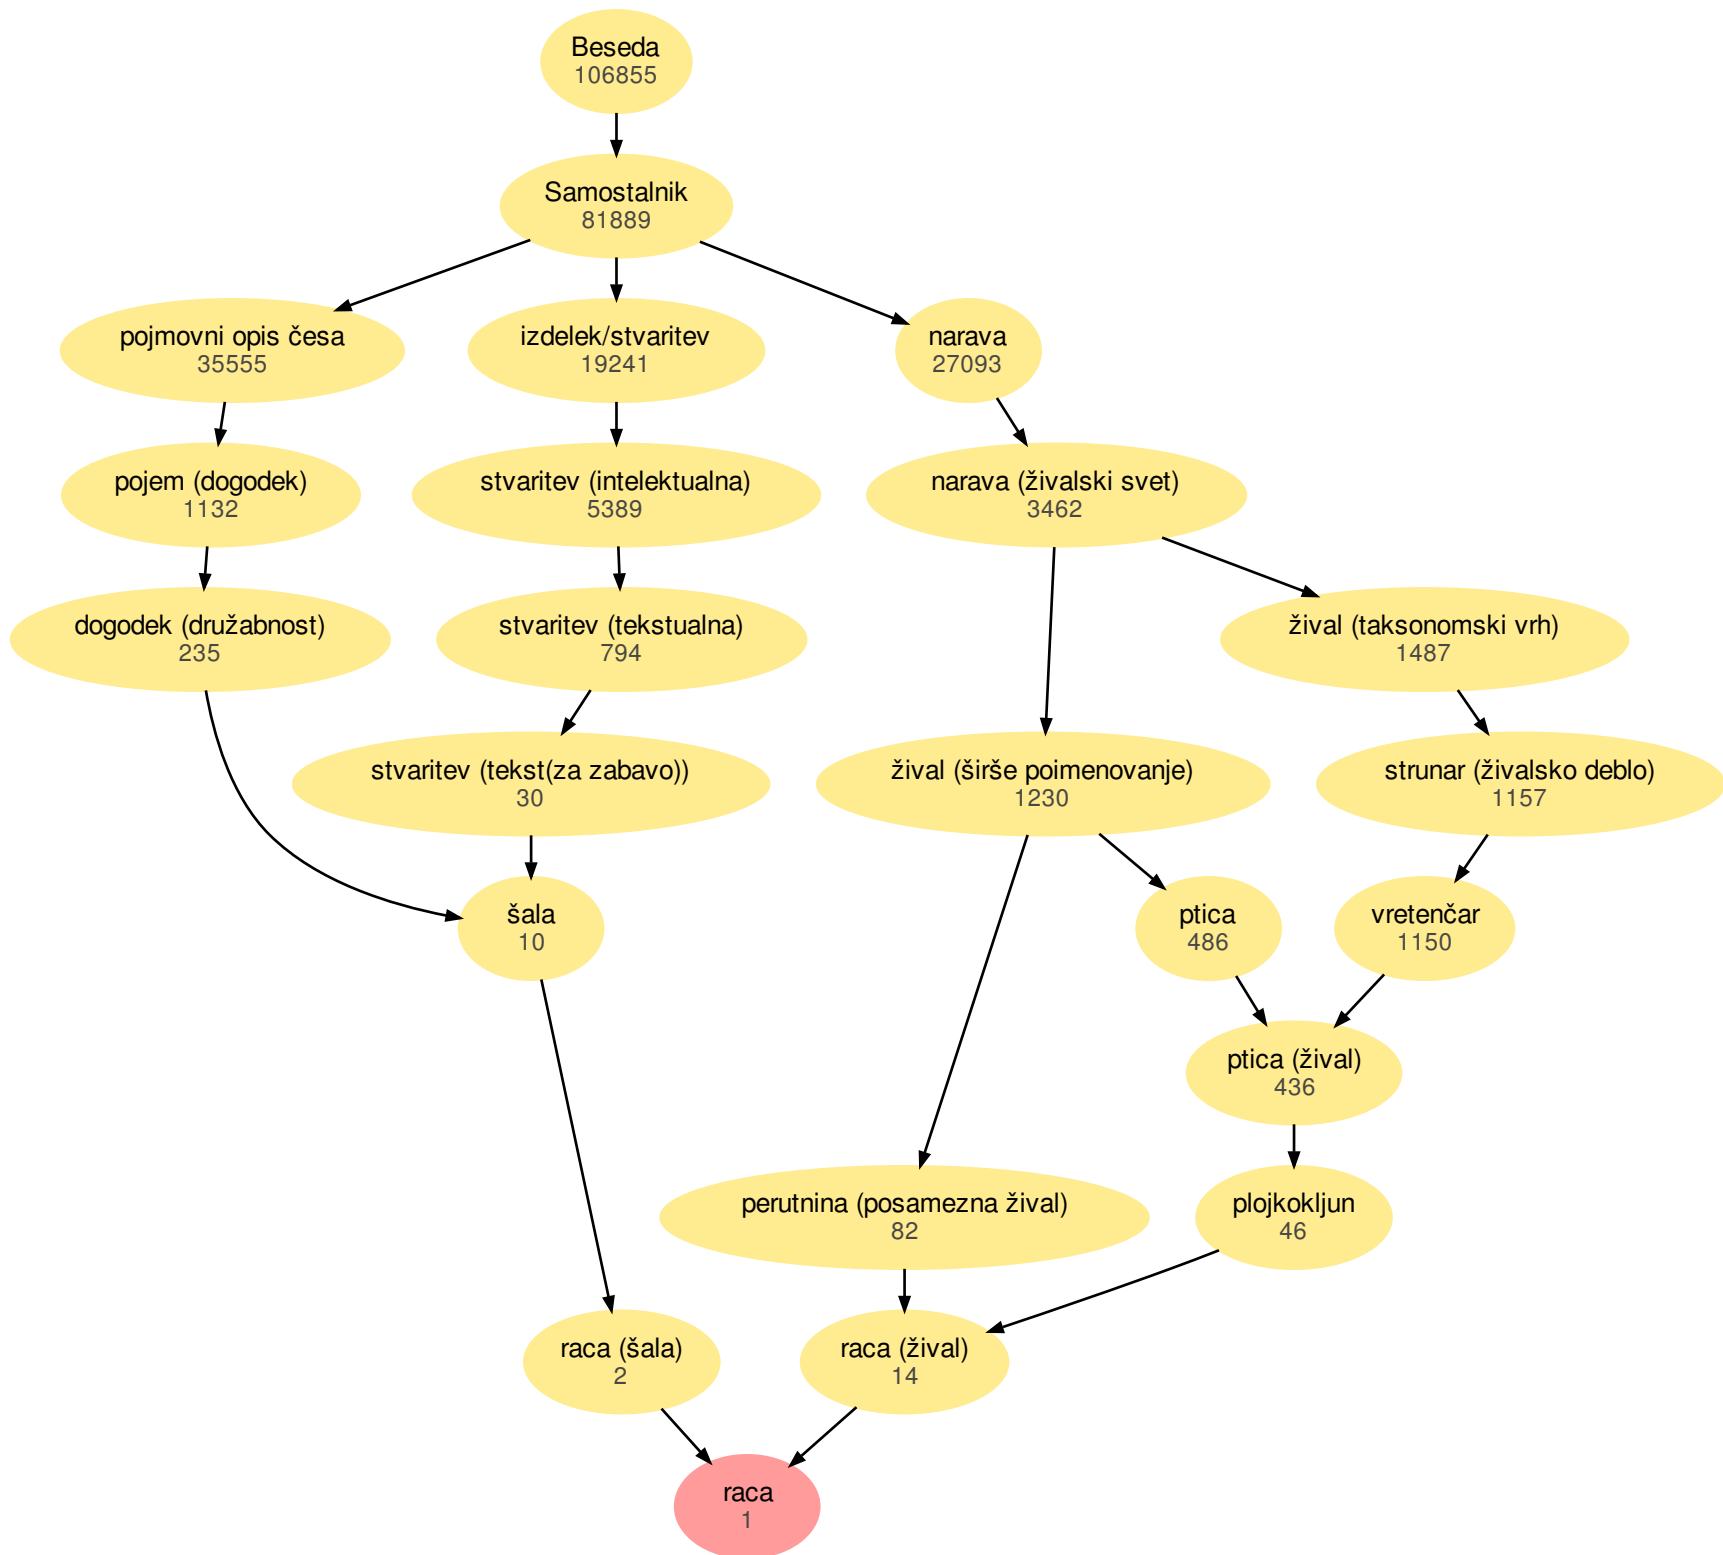 Beseda
106855
Samostalnik
81889
pojmovni opis česa
35555
izdelek/stvaritev
19241
narava
27093
pojem (dogodek)
1132
stvaritev (intelektualna)
5389
narava (živalski svet)
3462
dogodek (družabnost)
235
stvaritev (tekstualna)
794
žival (taksonomski vrh)
1487
stvaritev (tekst(za zabavo))
30
žival (širše poimenovanje)
1230
strunar (živalsko deblo)
1157
šala
10
ptica
486
vretenčar
1150
ptica (žival)
436
perutnina (posamezna žival)
82
plojkokljun
46
raca (šala)
2
raca (žival)
14
raca
1